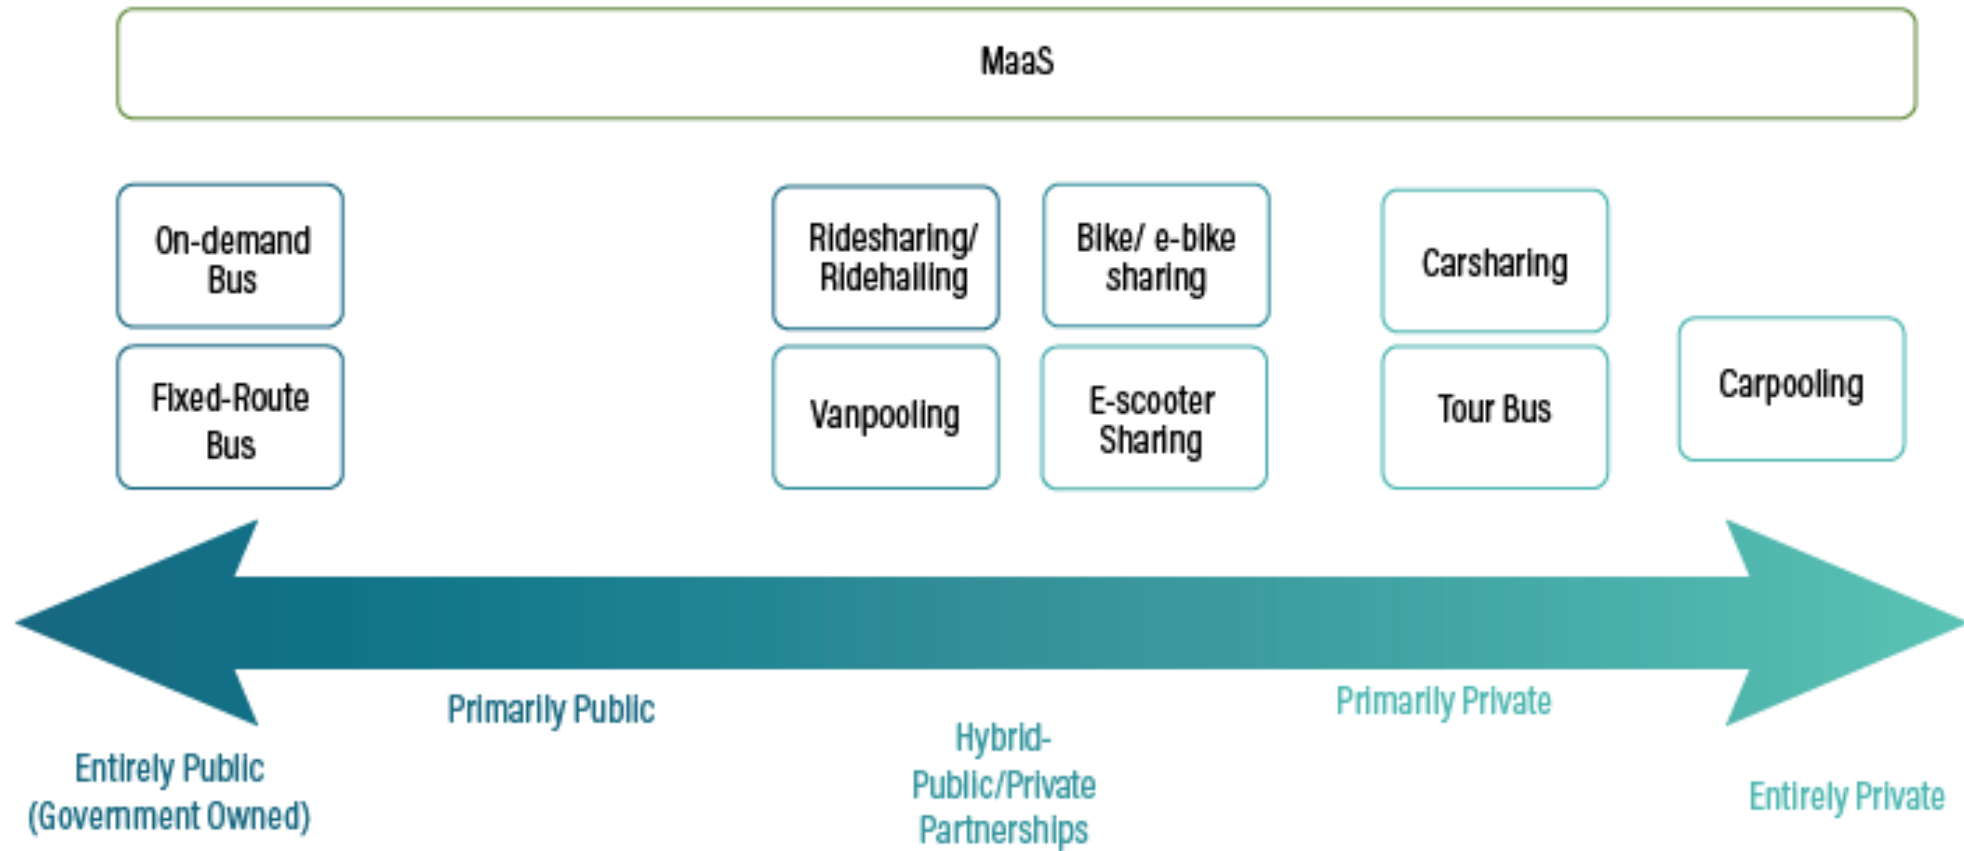 MaaS
On-demand
Bus
Ridesharing/
Ridehailing
Bike/ e-bike
sharing
Carsharing
Fixed-Route
Bus
Vanpooling
E-scooter
Sharing
Tour Bus
Carpooling
Primarily Public
Primarily Private
Entirely Public
(Government Owned)
Hybrid-
Public/Private
Partnerships
Entirely Private